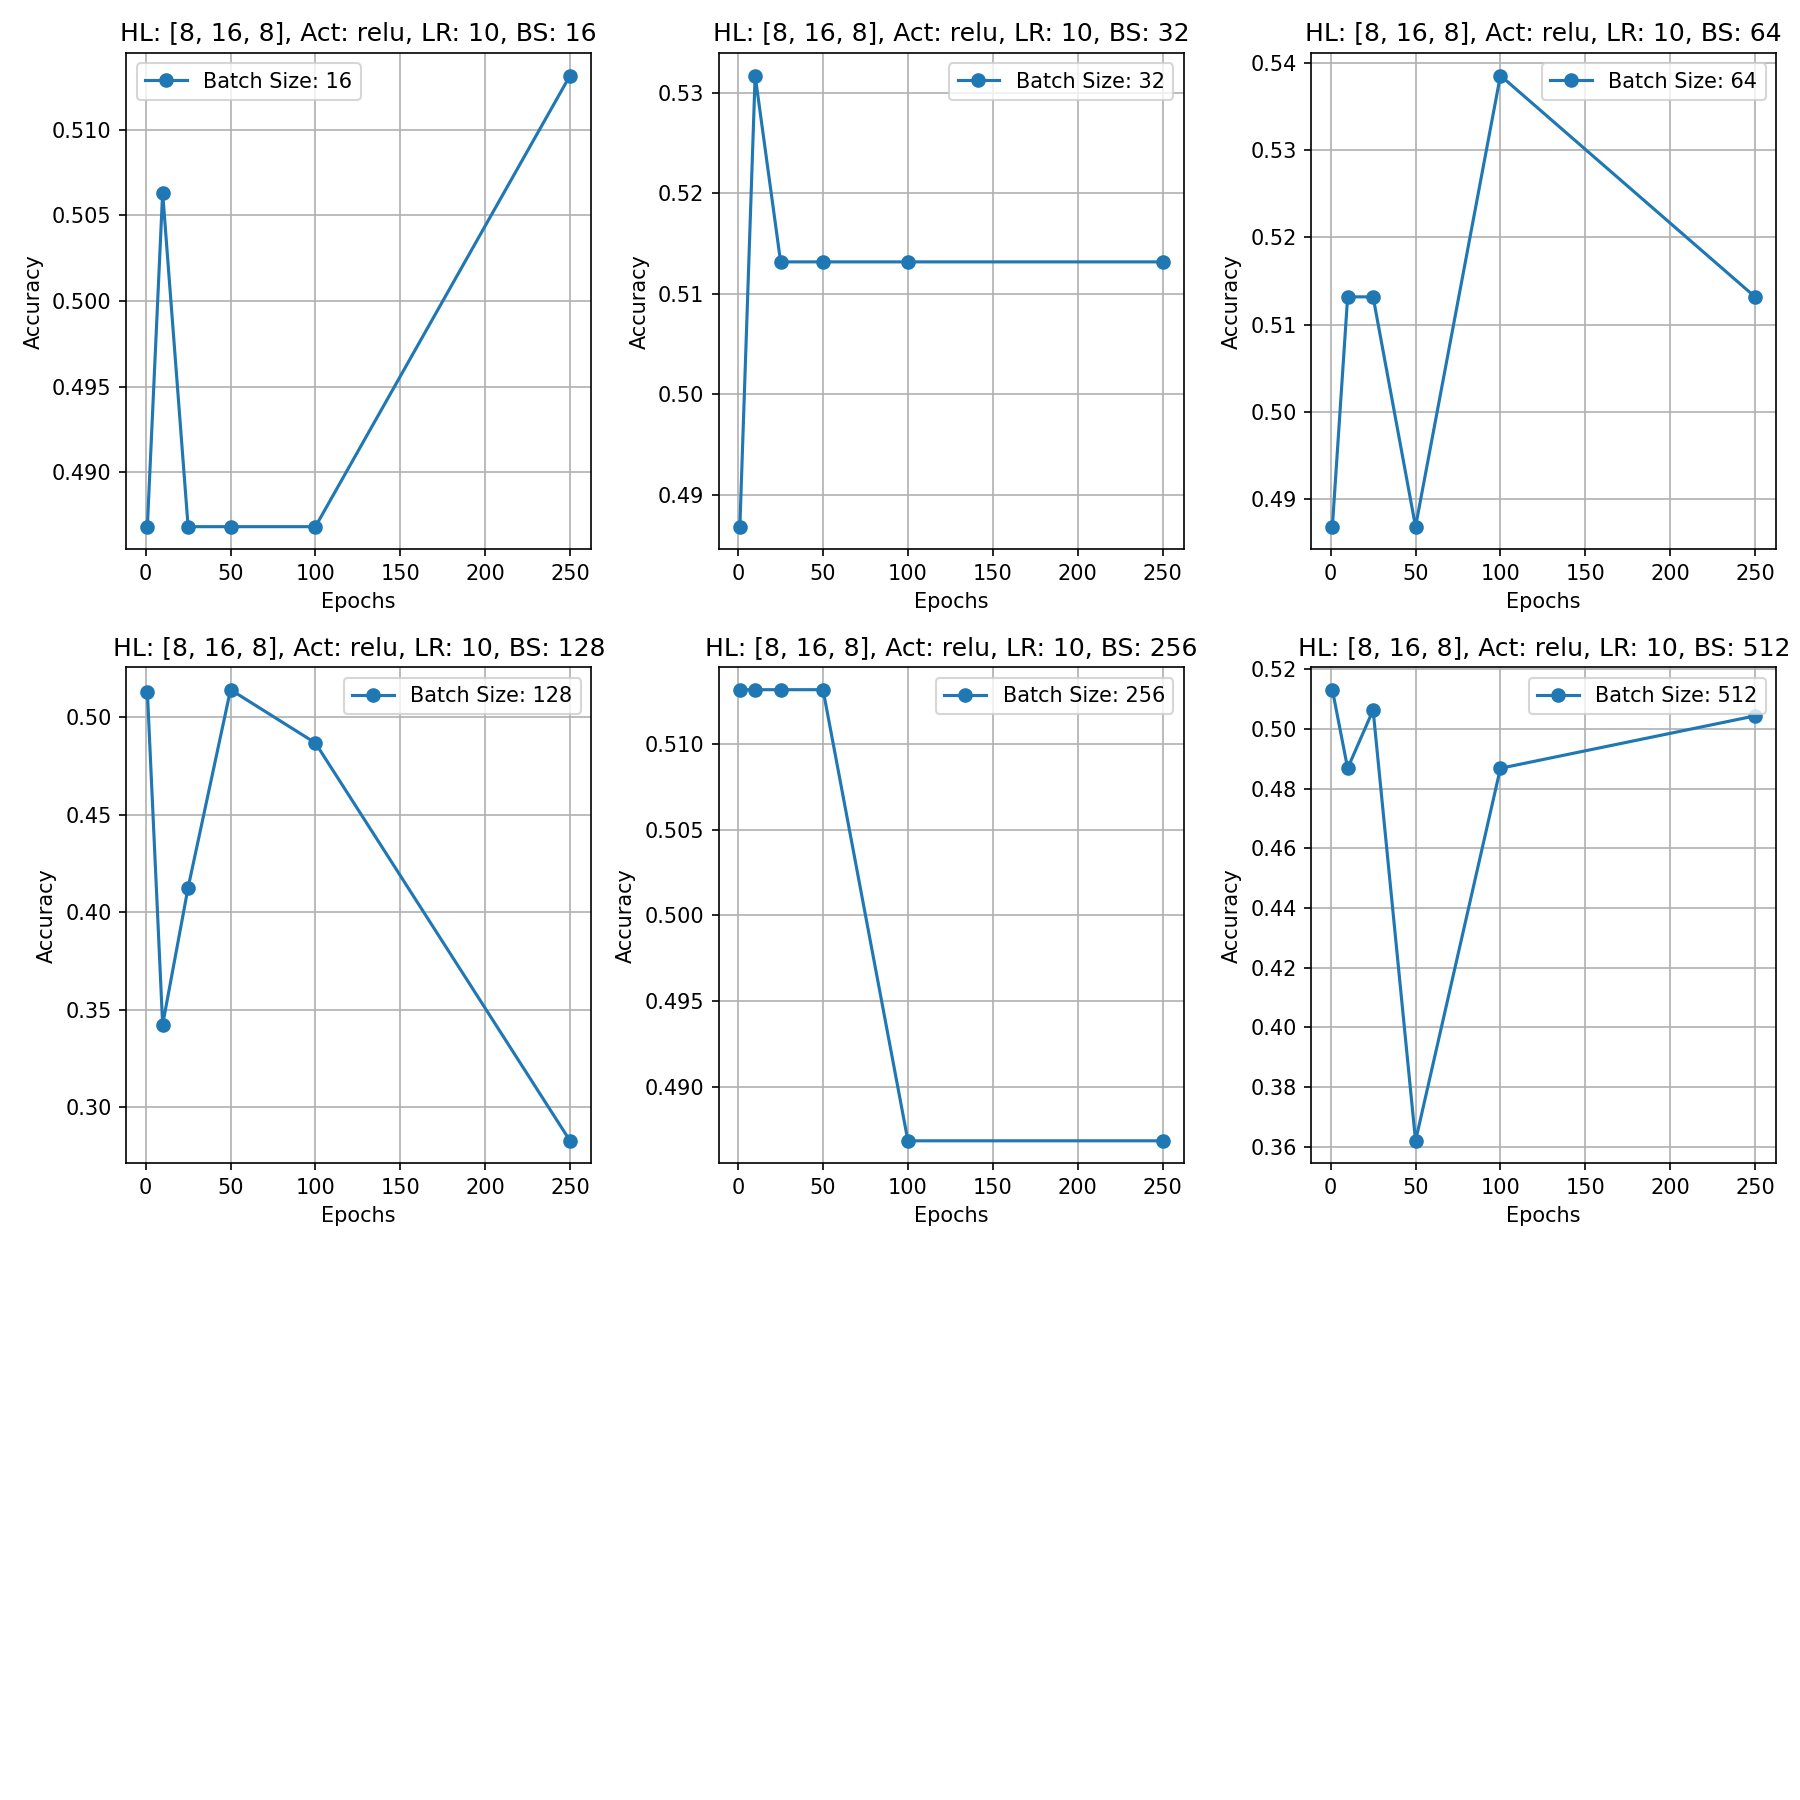 HL: [8, 16, 8], Act: relu, LR: 10, BS: 16
Batch Size: 16
0.510
0.505
0.500
0.495
0.490
Accuracy
0 50 100 150 200 250
Epochs
HL: [8, 16, 8], Act: relu, LR: 10, BS: 32
Batch Size: 32
0.53
0.52
0.51
0.50
0.49
Accuracy
0 50 100 150 200 250
Epochs
HL: [8, 16, 8], Act: relu, LR: 10, BS: 64
Batch Size: 64
0.54
0.53
0.52
0.51
0.50
0.49
Accuracy
0 50 100 150 200 250
Epochs
HL: [8, 16, 8], Act: relu, LR: 10, BS: 128
Batch Size: 128
0.50
0.45
0.40
0.35
0.30
Accuracy
0 50 100 150 200 250
Epochs
HL: [8, 16, 8], Act: relu, LR: 10, BS: 256
Batch Size: 256
0.510
0.505
0.500
0.495
0.490
Accuracy
0 50 100 150 200 250
Epochs
HL: [8, 16, 8], Act: relu, LR: 10, BS: 512
Batch Size: 512
0.52
0.50
0.48
0.46
0.44
0.42
0.40
0.38
0.36
Accuracy
0 50 100 150 200 250
Epochs